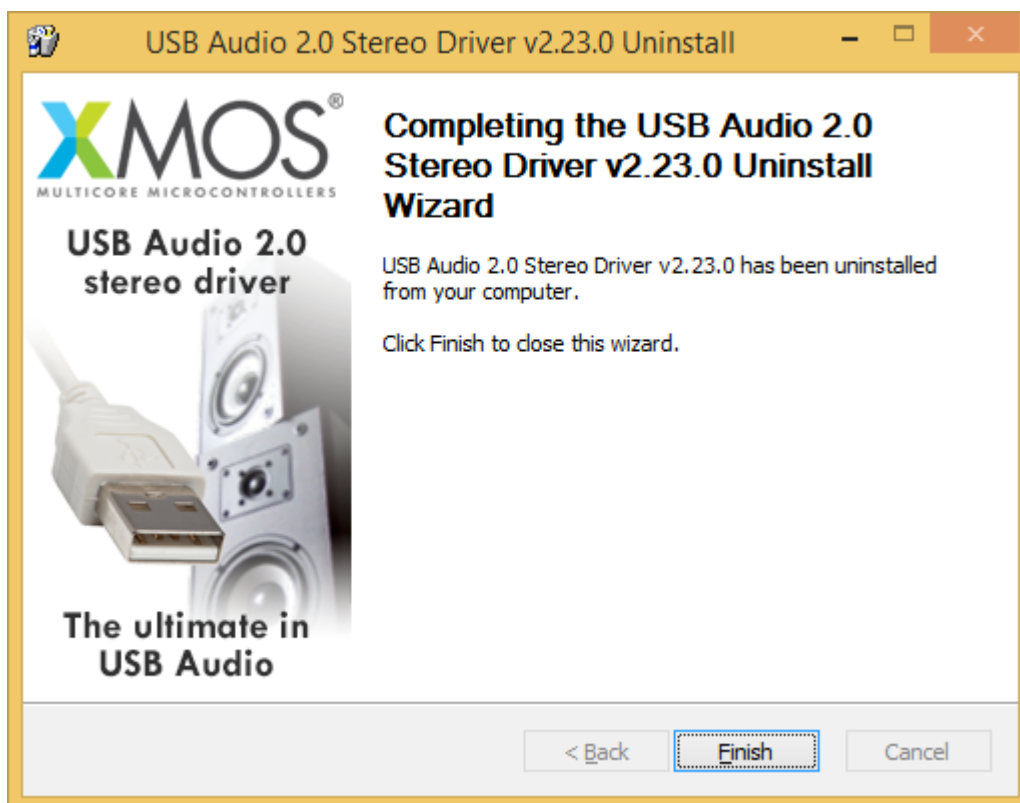 USB Audio 2.0 Stereo Driver v2.23.0 Uninstall
XMOS®
MULTICORE MICROCONTROLLERS
USB Audio 2.0
stereo driver
The ultimate in
USB Audio
Completing the USB Audio 2.0
Stereo Driver v2.23.0 Uninstall
Wizard
USB Audio 2.0 Stereo Driver v2.23.0 has been uninstalled
from your computer.
Click Finish to close this wizard.
< Back
Finish
Cancel